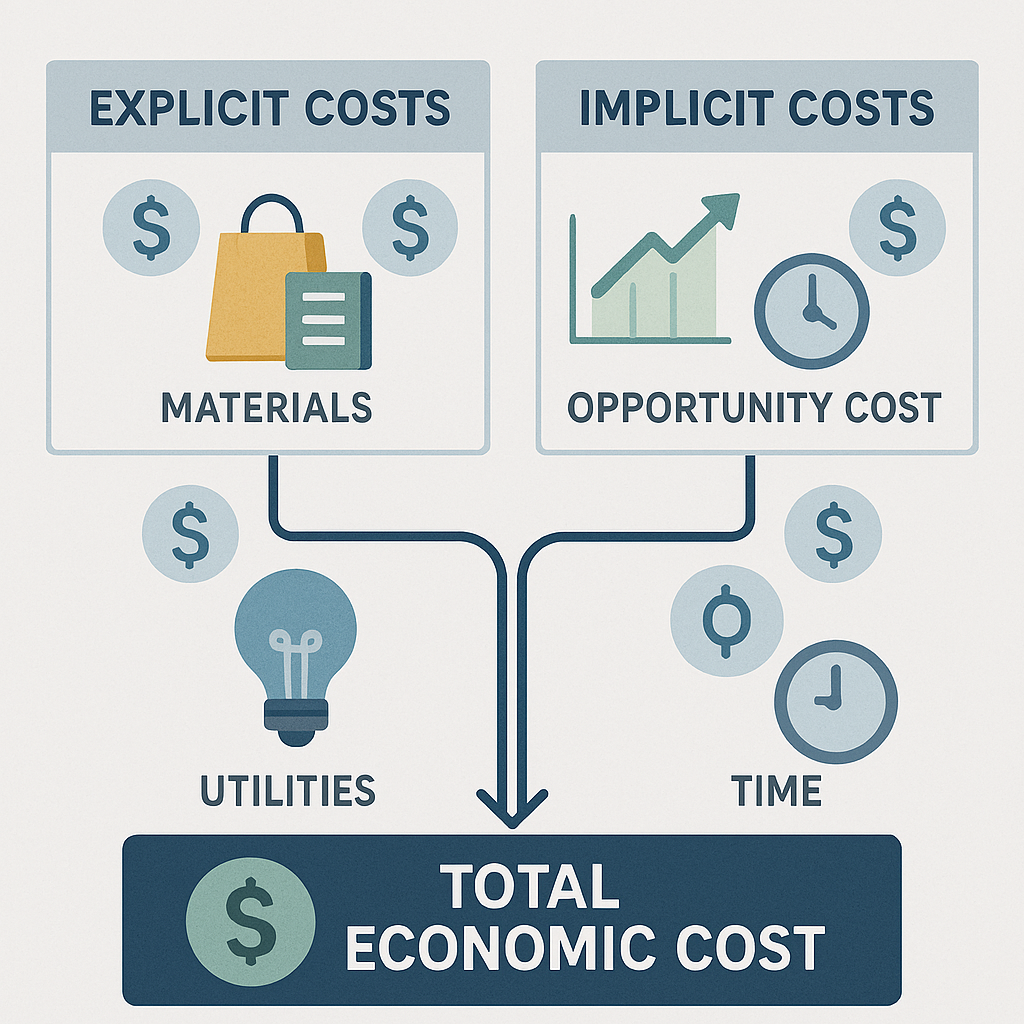 EXPLICIT COSTS
IMPLICIT COSTS
$
$
$
MATERIALS
OPPORTUNITY COST
$
$
UTILITIES
TIME
$
TOTAL
ECONOMIC COST